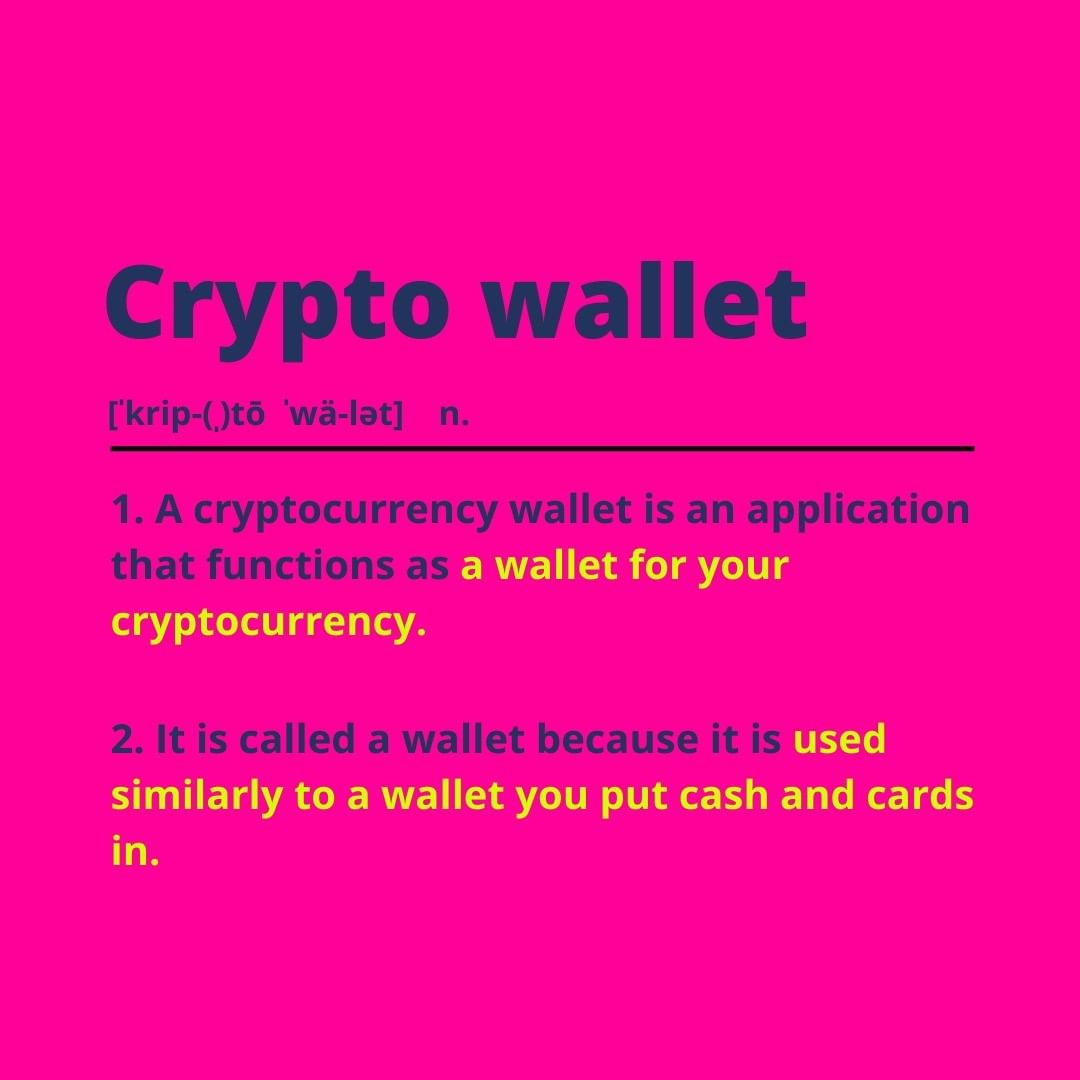 Crypto wallet
[ˈkrip-(ˌ)tō ˈwä-lət] n.
1. A cryptocurrency wallet is an application
that functions as a wallet for your
cryptocurrency.
2. It is called a wallet because it is used
similarly to a wallet you put cash and cards
in.